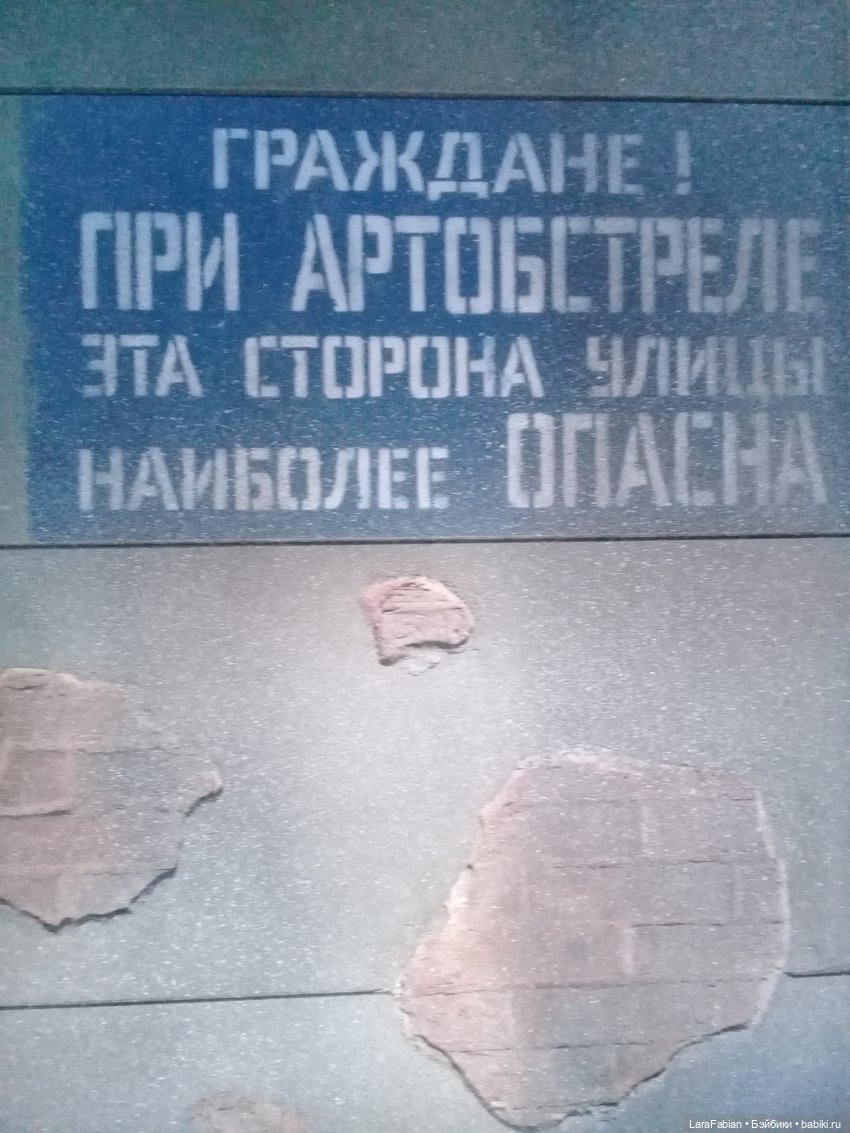 ГРАЖДАНЕ !
ПРИ АРТОБСТРЕЛЕ
ЭТА СТОРОНА УЛИЦЫ
НАИБОЛЕЕ ОПАСНА
LaraFabian • Бэйбики • babiki.ru